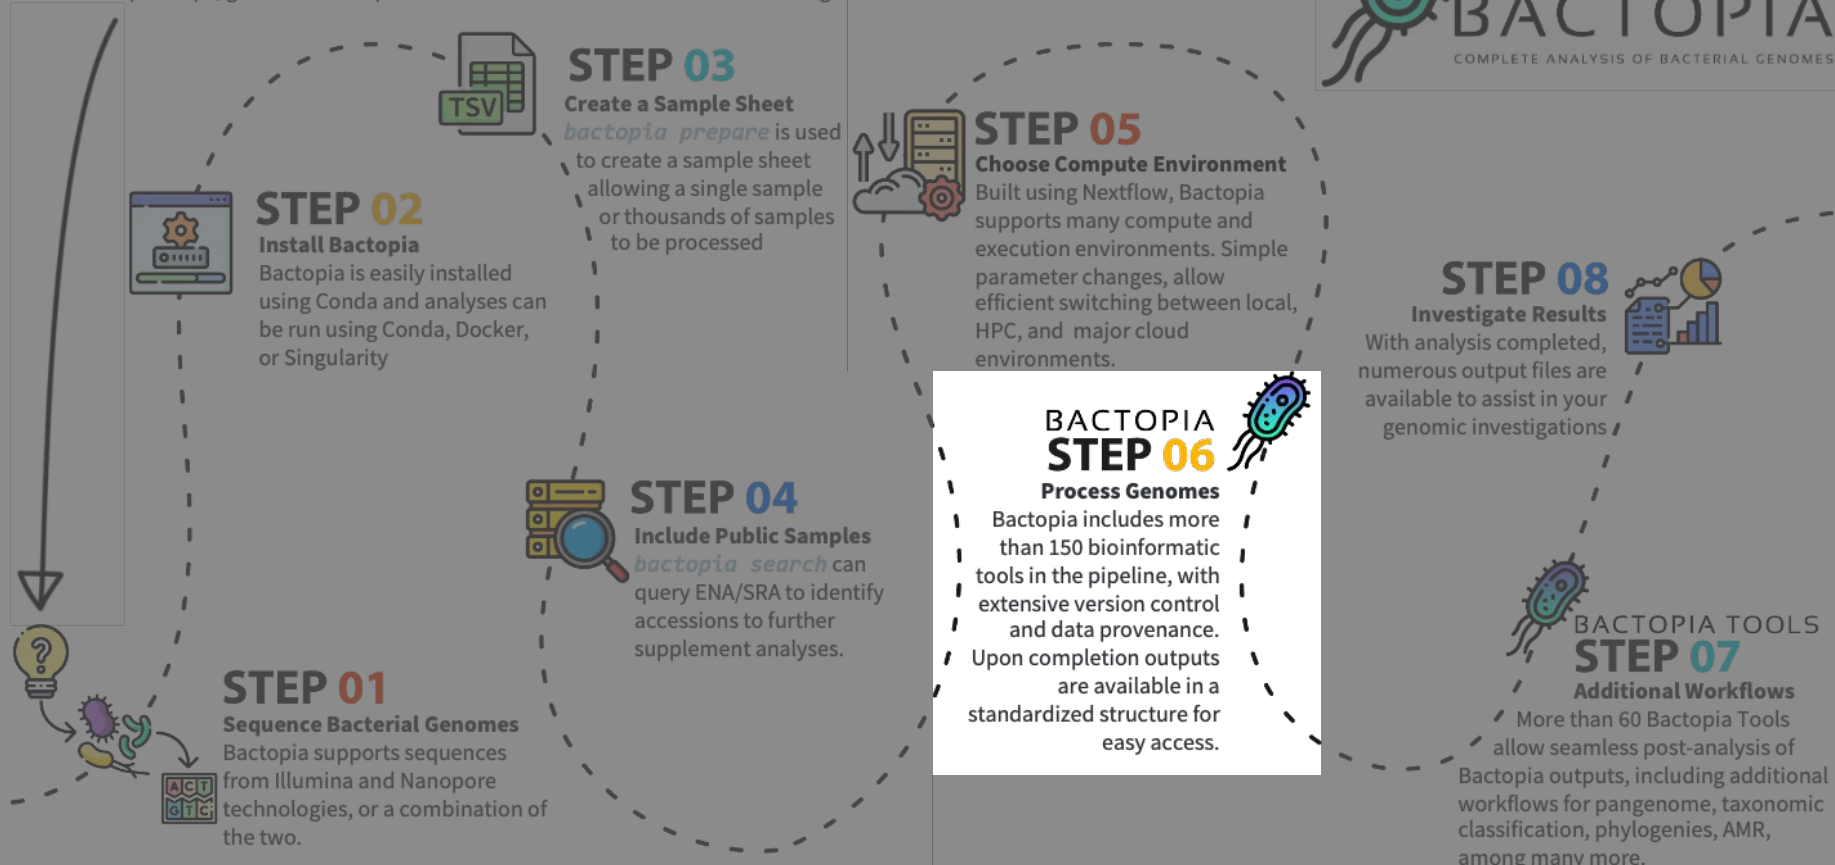 BACTOPIA
COMPLETE ANALYSIS OF BACTERIAL GENOMES
STEP 01
Sequence Bacterial Genomes
Bactopia supports sequences
from Illumina and Nanopore
technologies, or a combination of
the two.
ACT
GTC
STEP 02
Install Bactopia
Bactopia is easily installed
using Conda and analyses can
be run using Conda, Docker,
or Singularity
TSV
STEP 03
Create a Sample Sheet
bactopia prepare is used
to create a sample sheet
allowing a single sample
or thousands of samples
to be processed
STEP 04
Include Public Samples
bactopia search can
query ENA/SRA to identify
accessions to further
supplement analyses.
STEP 05
Choose Compute Environment
Built using Nextflow, Bactopia
supports many compute and
execution environments. Simple
parameter changes, allow
efficient switching between local,
HPC, and major cloud
environments.
BACTOPIA
STEP 06
Process Genomes
Bactopia includes more
than 150 bioinformatic
tools in the pipeline, with
extensive version control
and data provenance.
Upon completion outputs
are available in a
standardized structure for
easy access.
BACTOPIA TOOLS
STEP 07
Additional Workflows
More than 60 Bactopia Tools
allow seamless post-analysis of
Bactopia outputs, including additional
workflows for pangenome, taxonomic
classification, phylogenies, AMR,
among many more.
STEP 08
Investigate Results
With analysis completed,
numerous output files are
available to assist in your
genomic investigations